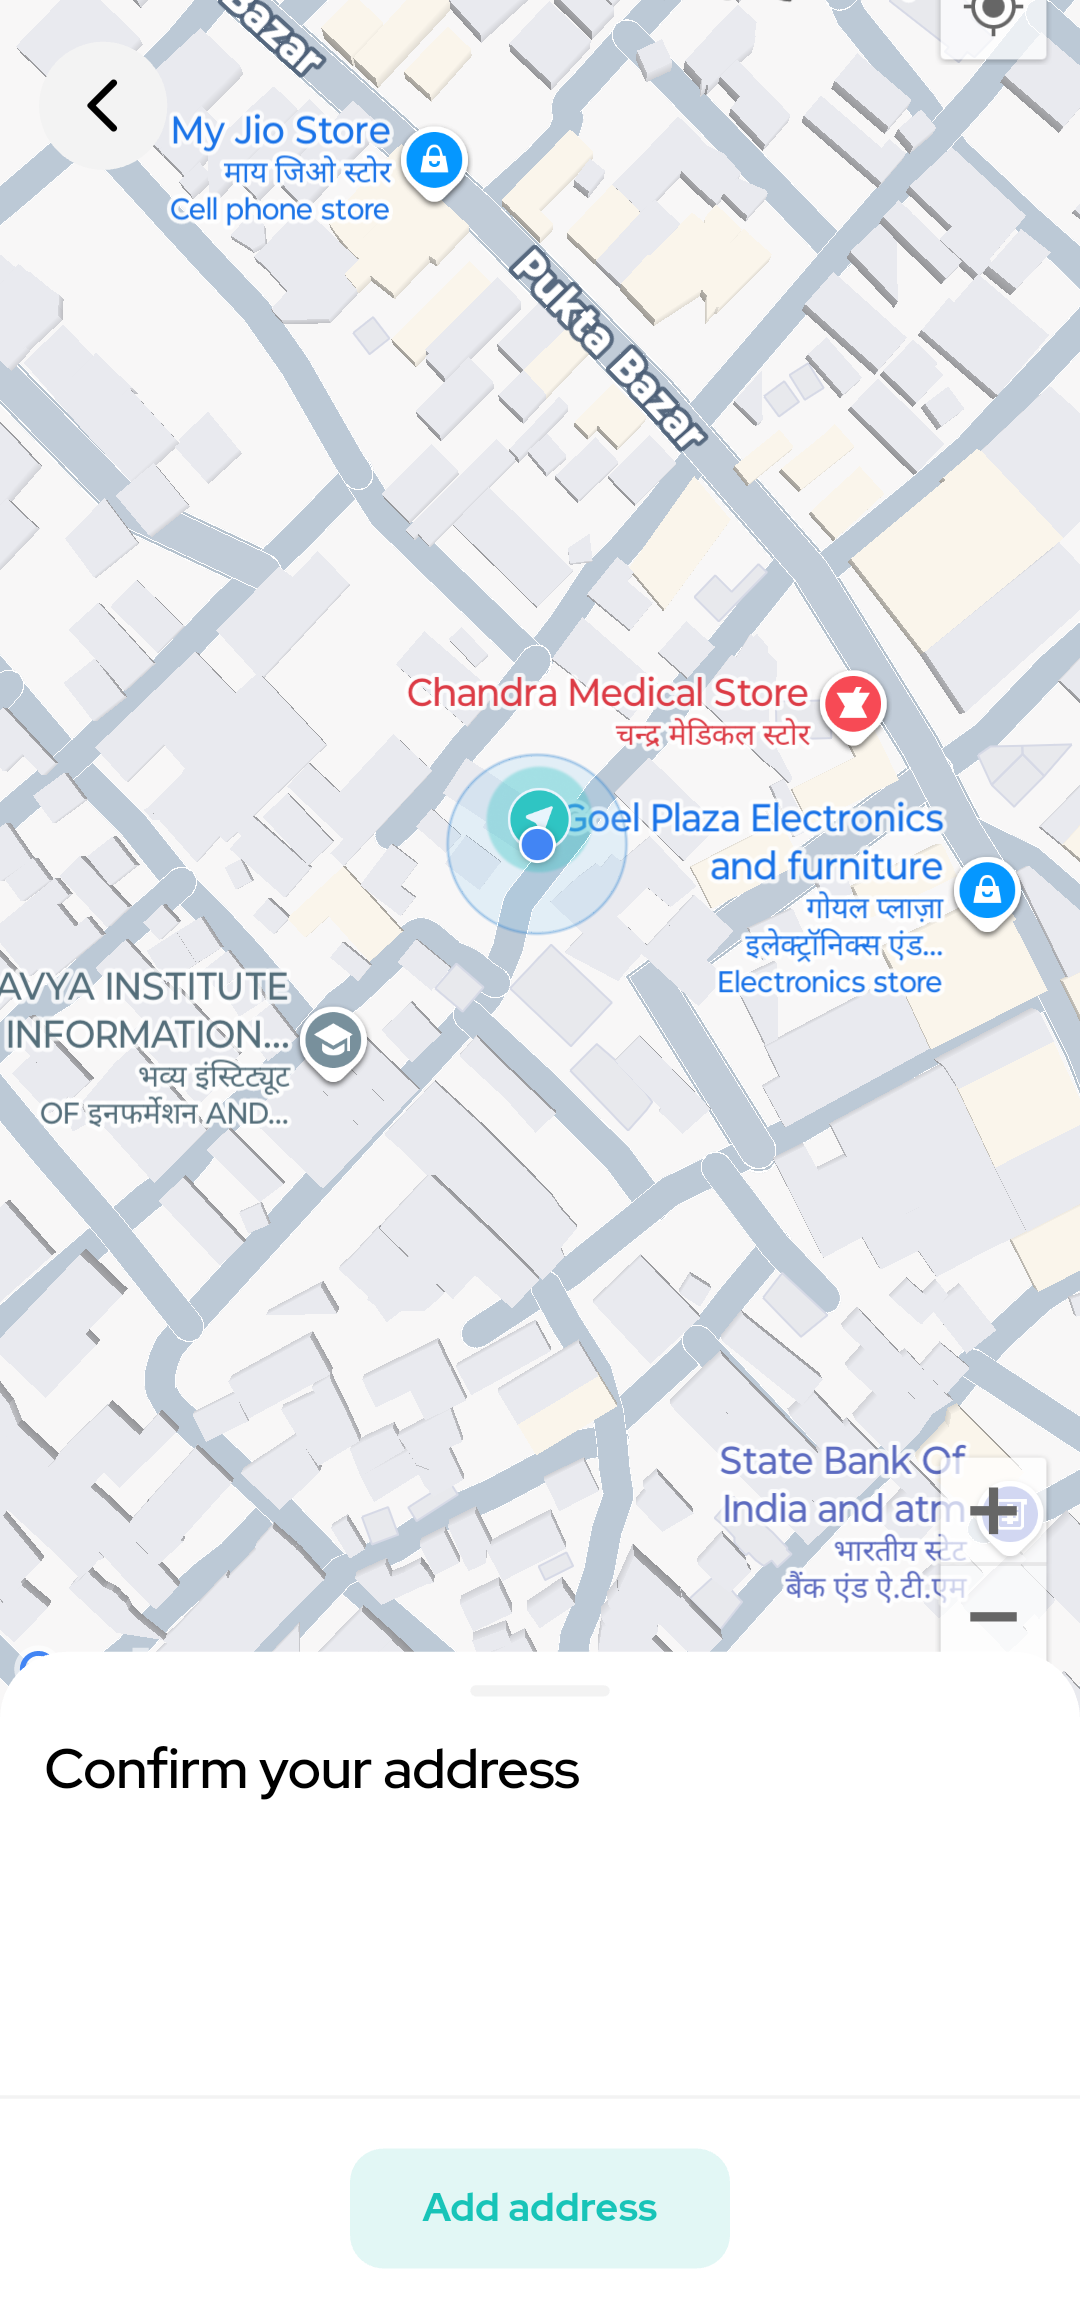 Bazar
My Jio Store
माय जिओ स्टोर
Cell phone store
Pukta Bazar
Chandra Medical Store
चन्द्र मेडिकल स्टोर
Goel Plaza Electronics
and furniture
गोयल प्लाज़ा
इलेक्ट्रॉनिक्स एंड...
Electronics store
AVYA INSTITUTE
INFORMATION...
भव्य इंस्टिट्यूट
OF इनफर्मेशन AND...
State Bank Of
India and atm
भारतीय स्टेट
बैंक एंड ऐ.टी.एम
Confirm your address
Add address